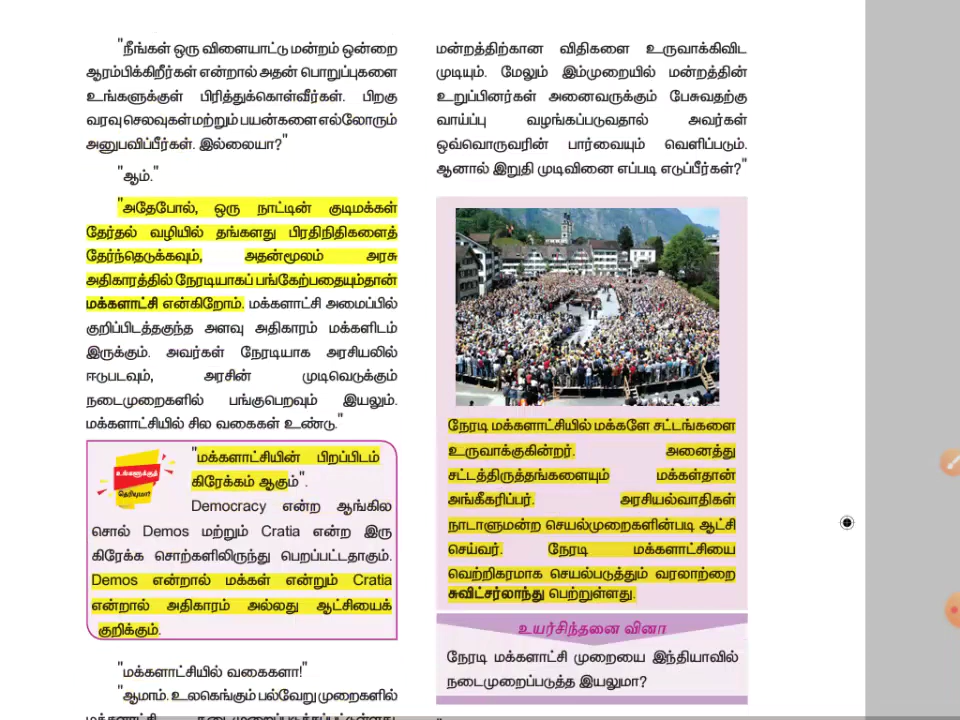 "நீங்கள் ஒரு விளையாட்டு மன்றம் ஒன்றை
ஆரம்பிக்கிறீர்கள் என்றால் அதன் பொறுப்புகளை
உங்களுக்குள் பிரித்துக்கொள்வீர்கள். பிறகு
வரவு செலவுகள் மற்றும் பயன்களை எல்லோரும்
அனுபவிப்பீர்கள். இல்லையா?"
"ஆம்."
"அதேபோல், ஒரு நாட்டின் குடிமக்கள்
தேர்தல் வழியில் தங்களது பிரதிநிதிகளைத்
தேர்ந்தெடுக்கவும், அதன்மூலம் அரசு
அதிகாரத்தில் நேரடியாகப் பங்கேற்பதையும்தான்
மக்களாட்சி என்கிறோம். மக்களாட்சி அமைப்பில்
குறிப்பிடத்தகுந்த அளவு அதிகாரம் மக்களிடம்
இருக்கும். அவர்கள் நேரடியாக அரசியலில்
ஈடுபடவும், அரசின் முடிவெடுக்கும்
நடைமுறைகளில் பங்குபெறவும் இயலும்.
மக்களாட்சியில் சில வகைகள் உண்டு."
உங்களுக்குத்
தெரியுமா?
"மக்களாட்சியின் பிறப்பிடம்
கிரேக்கம் ஆகும்".
Democracy என்ற ஆங்கில
சொல் Demos மற்றும் Cratia என்ற இரு
கிரேக்க சொற்களிலிருந்து பெறப்பட்டதாகும்.
Demos என்றால் மக்கள் என்றும் Cratia
என்றால் அதிகாரம் அல்லது ஆட்சியைக்
குறிக்கும்.
"மக்களாட்சியில் வகைகளா!"
"ஆமாம். உலகெங்கும் பல்வேறு முறைகளில்
மன்றத்திற்கான விதிகளை உருவாக்கிவிட
முடியும். மேலும் இம்முறையில் மன்றத்தின்
உறுப்பினர்கள் அனைவருக்கும் பேசுவதற்கு
வாய்ப்பு வழங்கப்படுவதால் அவர்கள்
ஒவ்வொருவரின் பார்வையும் வெளிப்படும்.
ஆனால் இறுதி முடிவினை எப்படி எடுப்பீர்கள்?"
நேரடி மக்களாட்சியில் மக்களே சட்டங்களை
உருவாக்குகின்றர். அனைத்து
சட்டத்திருத்தங்களையும் மக்கள்தான்
அங்கீகரிப்பர். அரசியல்வாதிகள்
நாடாளுமன்ற செயல்முறைகளின்படி ஆட்சி
செய்வர். நேரடி மக்களாட்சியை
வெற்றிகரமாக செயல்படுத்தும் வரலாற்றை
சுவிட்சர்லாந்து பெற்றுள்ளது.
உயர்சிந்தனை வினா
நேரடி மக்களாட்சி முறையை இந்தியாவில்
நடைமுறைப்படுத்த இயலுமா?